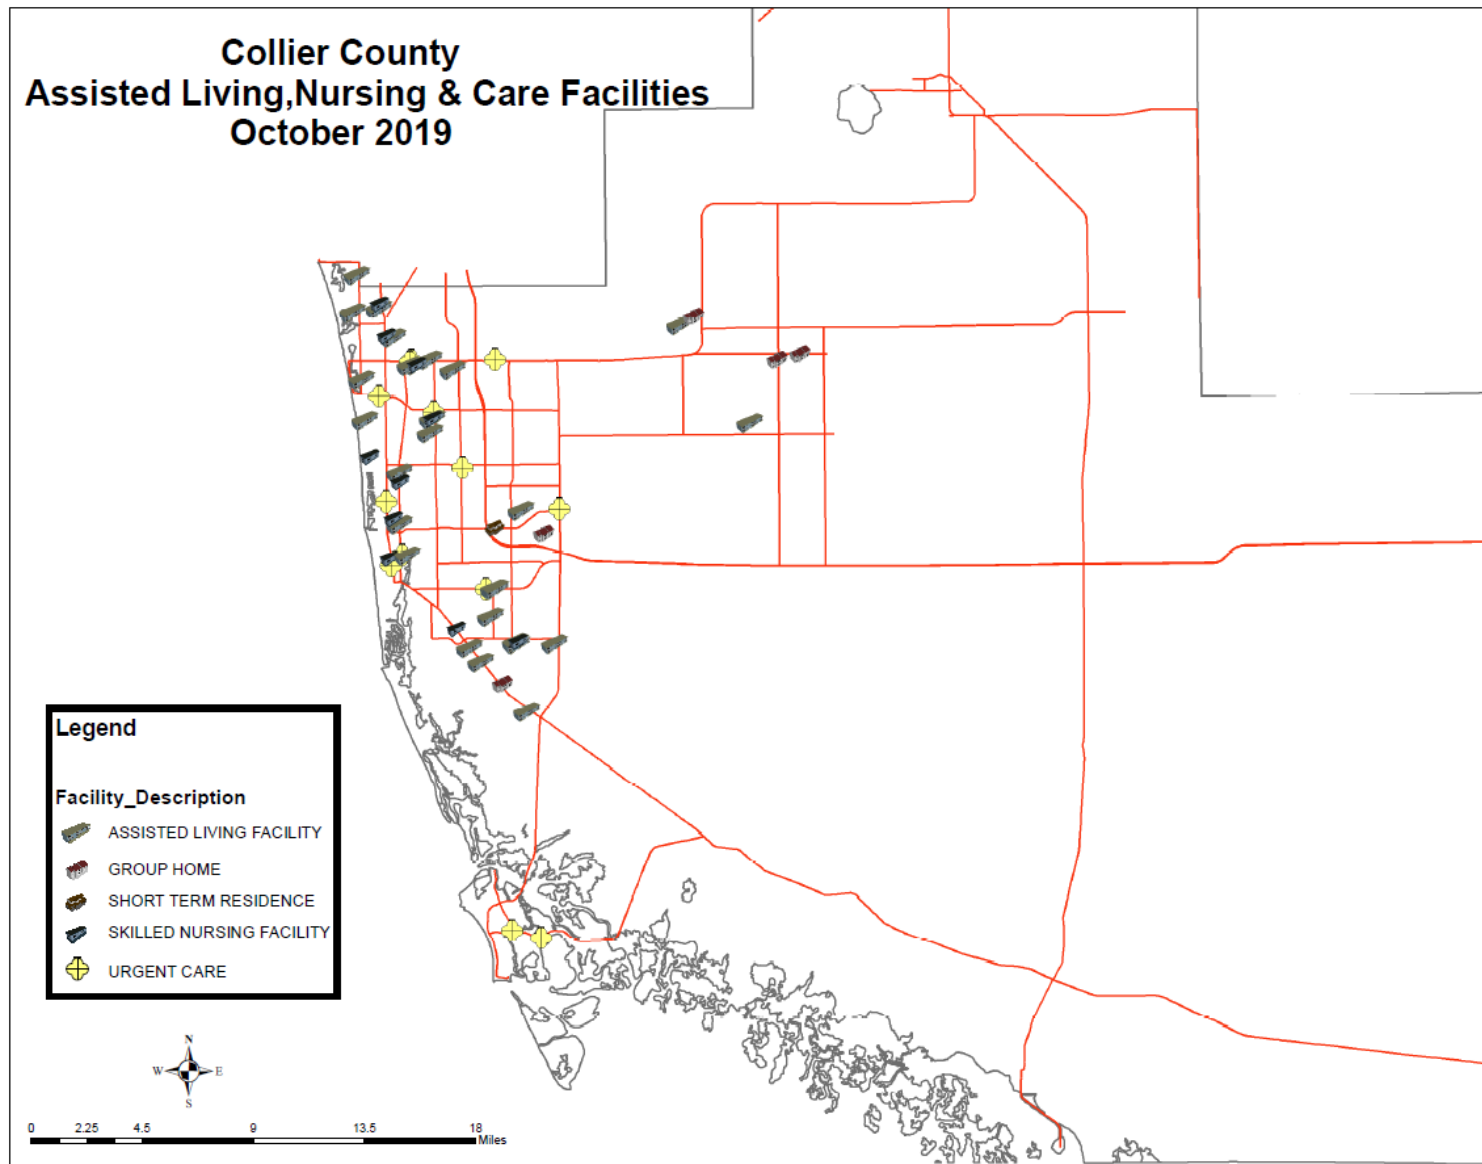 Collier County
Assisted Living,Nursing & Care Facilities
October 2019
Legend
Facility_Description
ASSISTED LIVING FACILITY
GROUP HOME
SHORT TERM RESIDENCE
SKILLED NURSING FACILITY
URGENT CARE
N
W E
S
0 2.25 4.5 9 13.5 18
Miles